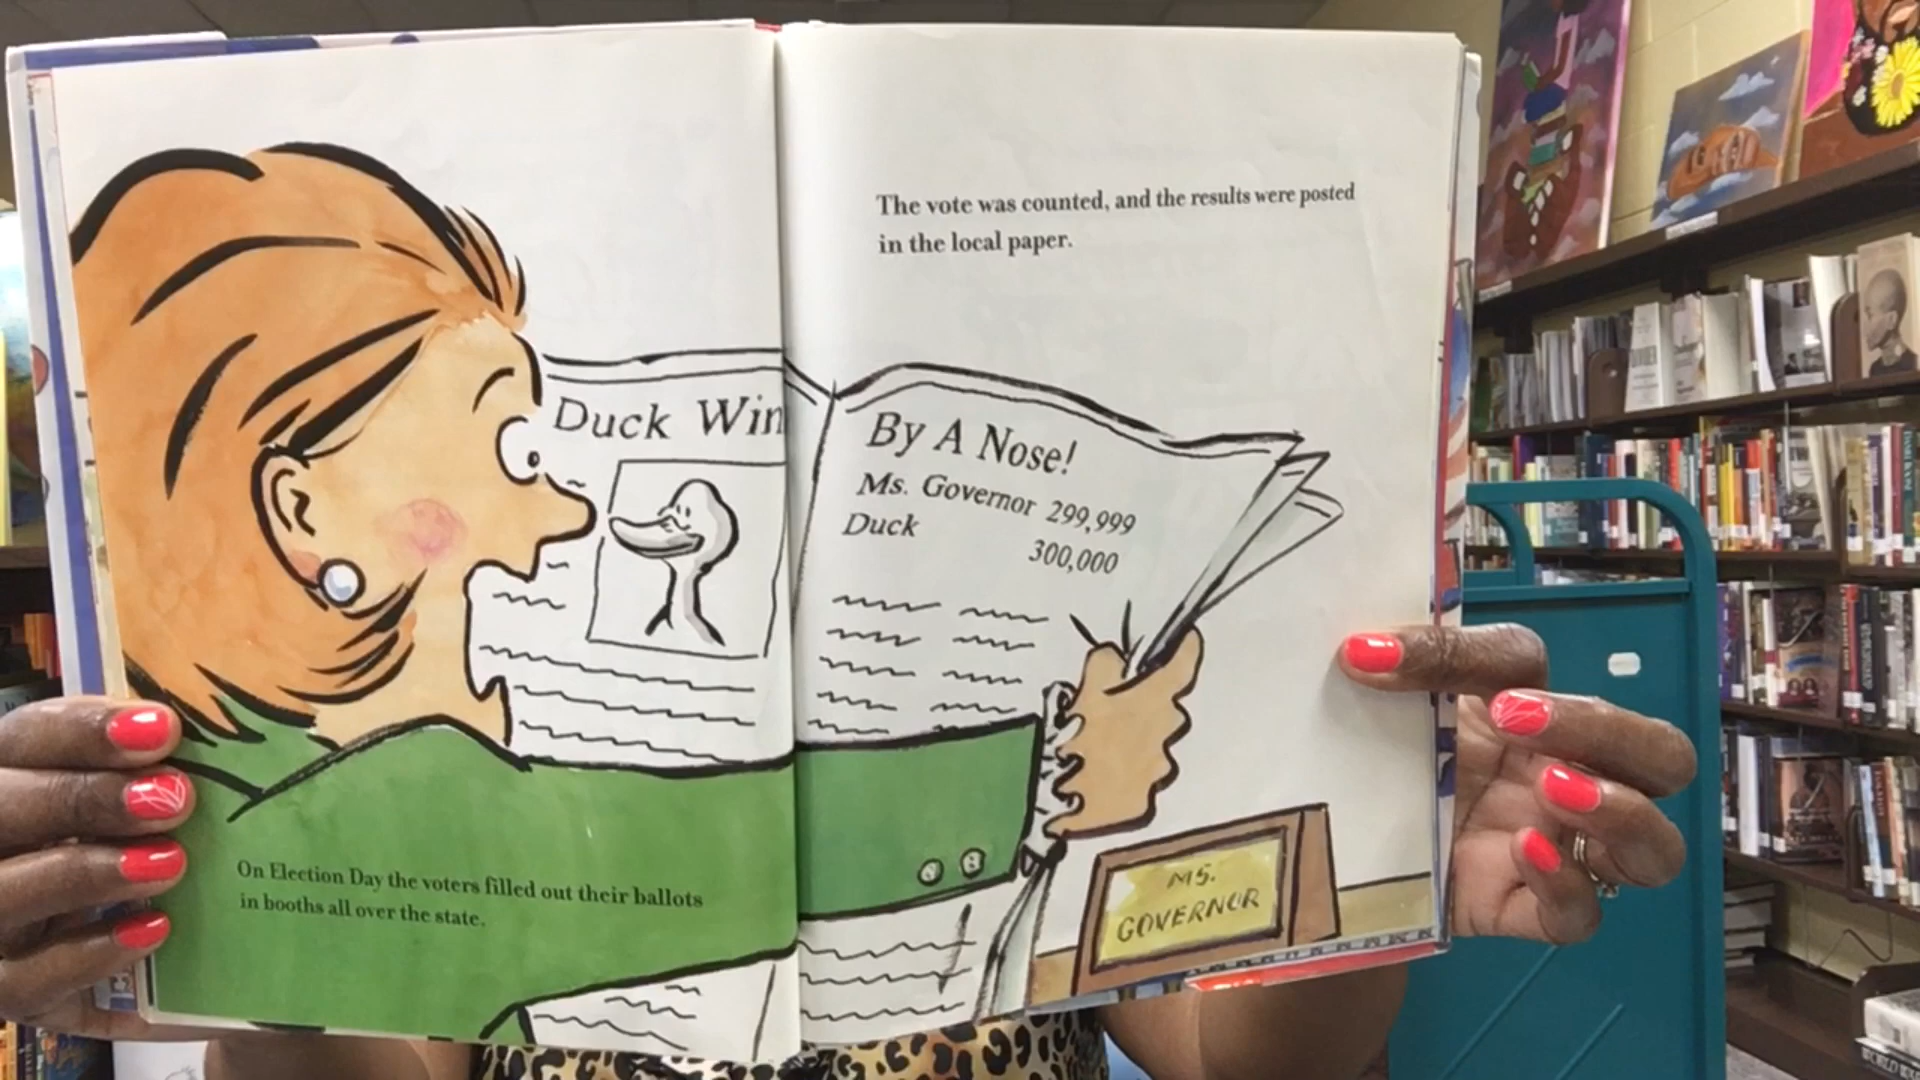 The vote was counted, and the results were posted
in the local paper.
Duck Win
By A Nose!
Ms. Governor 299,999
Duck 300,000
MS.
GOVERNOR
On Election Day the voters filled out their ballots
in booths all over the state.